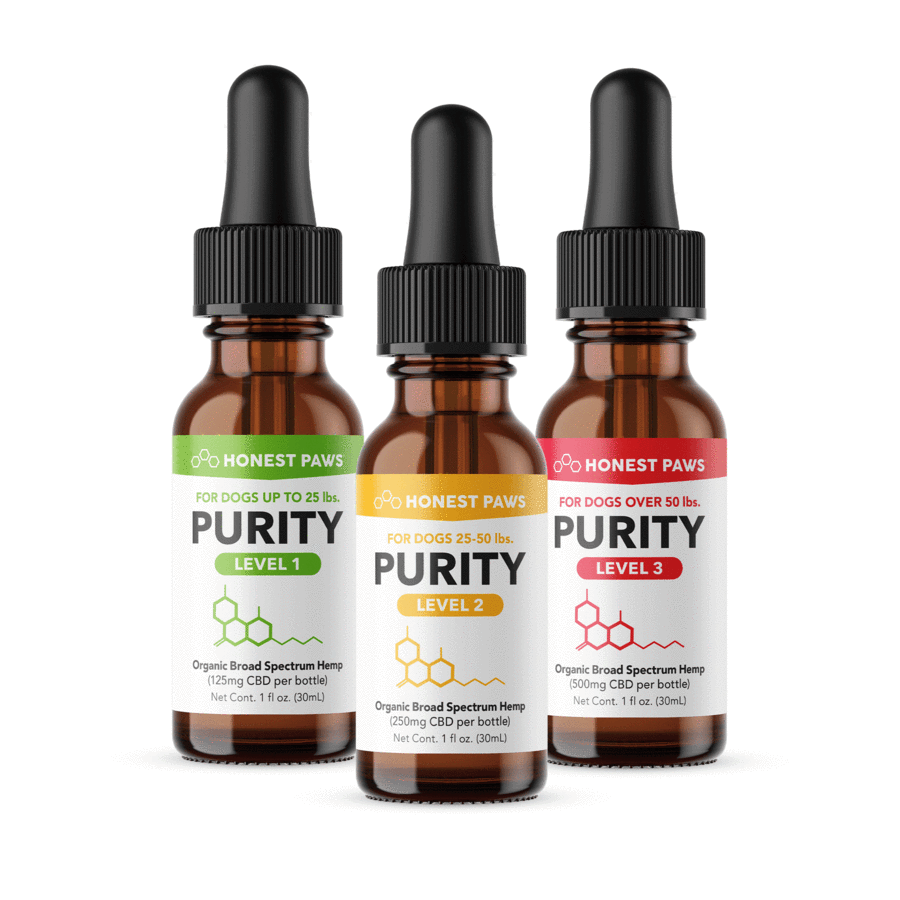 HONEST PAWS
FOR DOGS UP TO 25 lbs.
PURITY
LEVEL 1
Organic Broad Spectrum Hemp
(125mg CBD per bottle)
Net Cont. 1 fl oz. (30mL)
HONEST PAWS
FOR DOGS 25-50 lbs.
PURITY
LEVEL 2
Organic Broad Spectrum Hemp
(250mg CBD per bottle)
Net Cont. 1 fl oz. (30mL)
HONEST PAWS
FOR DOGS OVER 50 lbs.
PURITY
LEVEL 3
Organic Broad Spectrum Hemp
(500mg CBD per bottle)
Net Cont. 1 fl oz. (30mL)